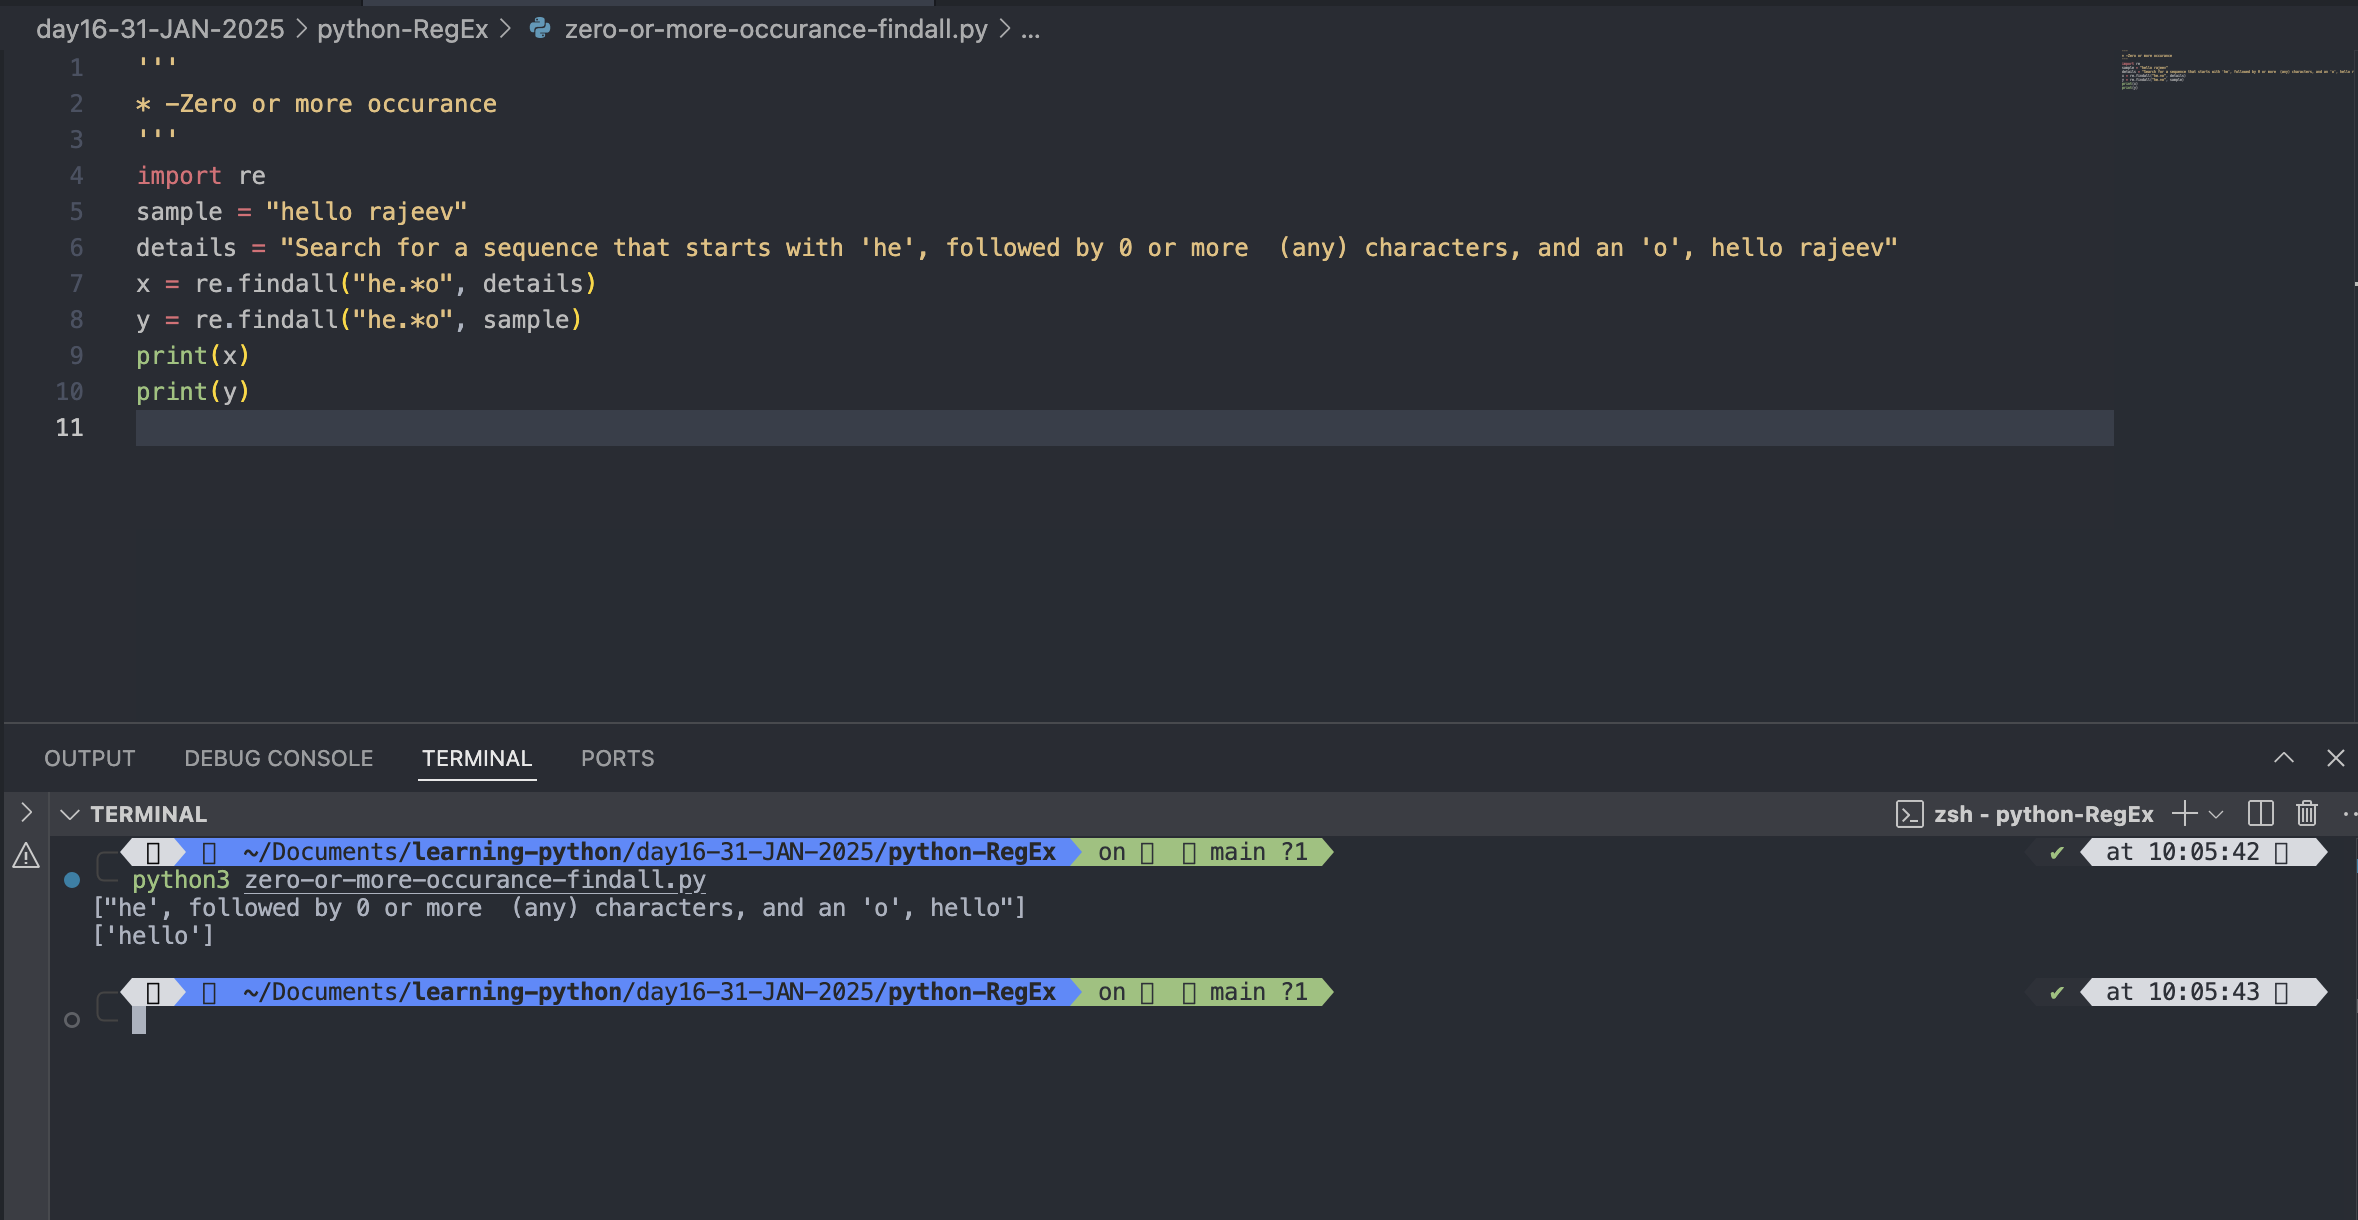 day16-31-JAN-2025 > python-RegEx > zero-or-more-occurance-findall.py > ...
1 '''
2 * -Zero or more occurance
3 '''
4 import re
5 sample = "hello rajeev"
6 details = "Search for a sequence that starts with 'he', followed by 0 or more  (any) characters, and an 'o', hello rajeev"
7 x = re.findall("he.*o", details)
8 y = re.findall("he.*o", sample)
9 print(x)
10 print(y)
11
OUTPUT DEBUG CONSOLE TERMINAL PORTS
TERMINAL zsh - python-RegEx
~/Documents/learning-python/day16-31-JAN-2025/python-RegEx on main ?1 ✔ at 10:05:42
python3 zero-or-more-occurance-findall.py
["he', followed by 0 or more  (any) characters, and an 'o', hello"]
['hello']
~/Documents/learning-python/day16-31-JAN-2025/python-RegEx on main ?1 ✔ at 10:05:43